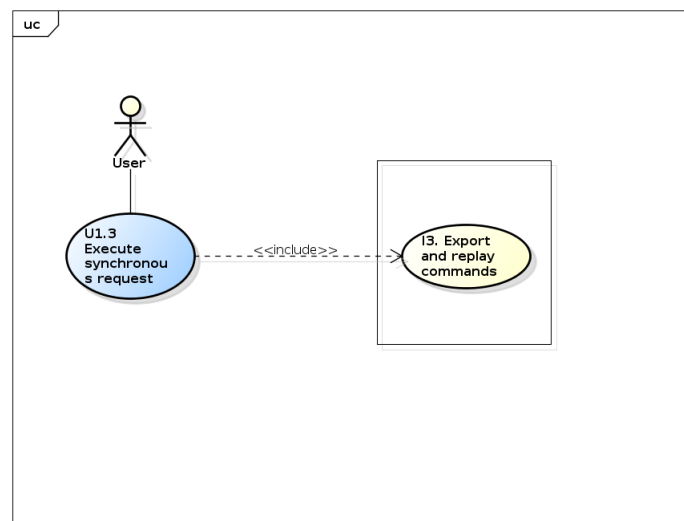 uc
User
U1.3
Execute
synchronou
s request
<<include>>
I3. Export
and replay
commands